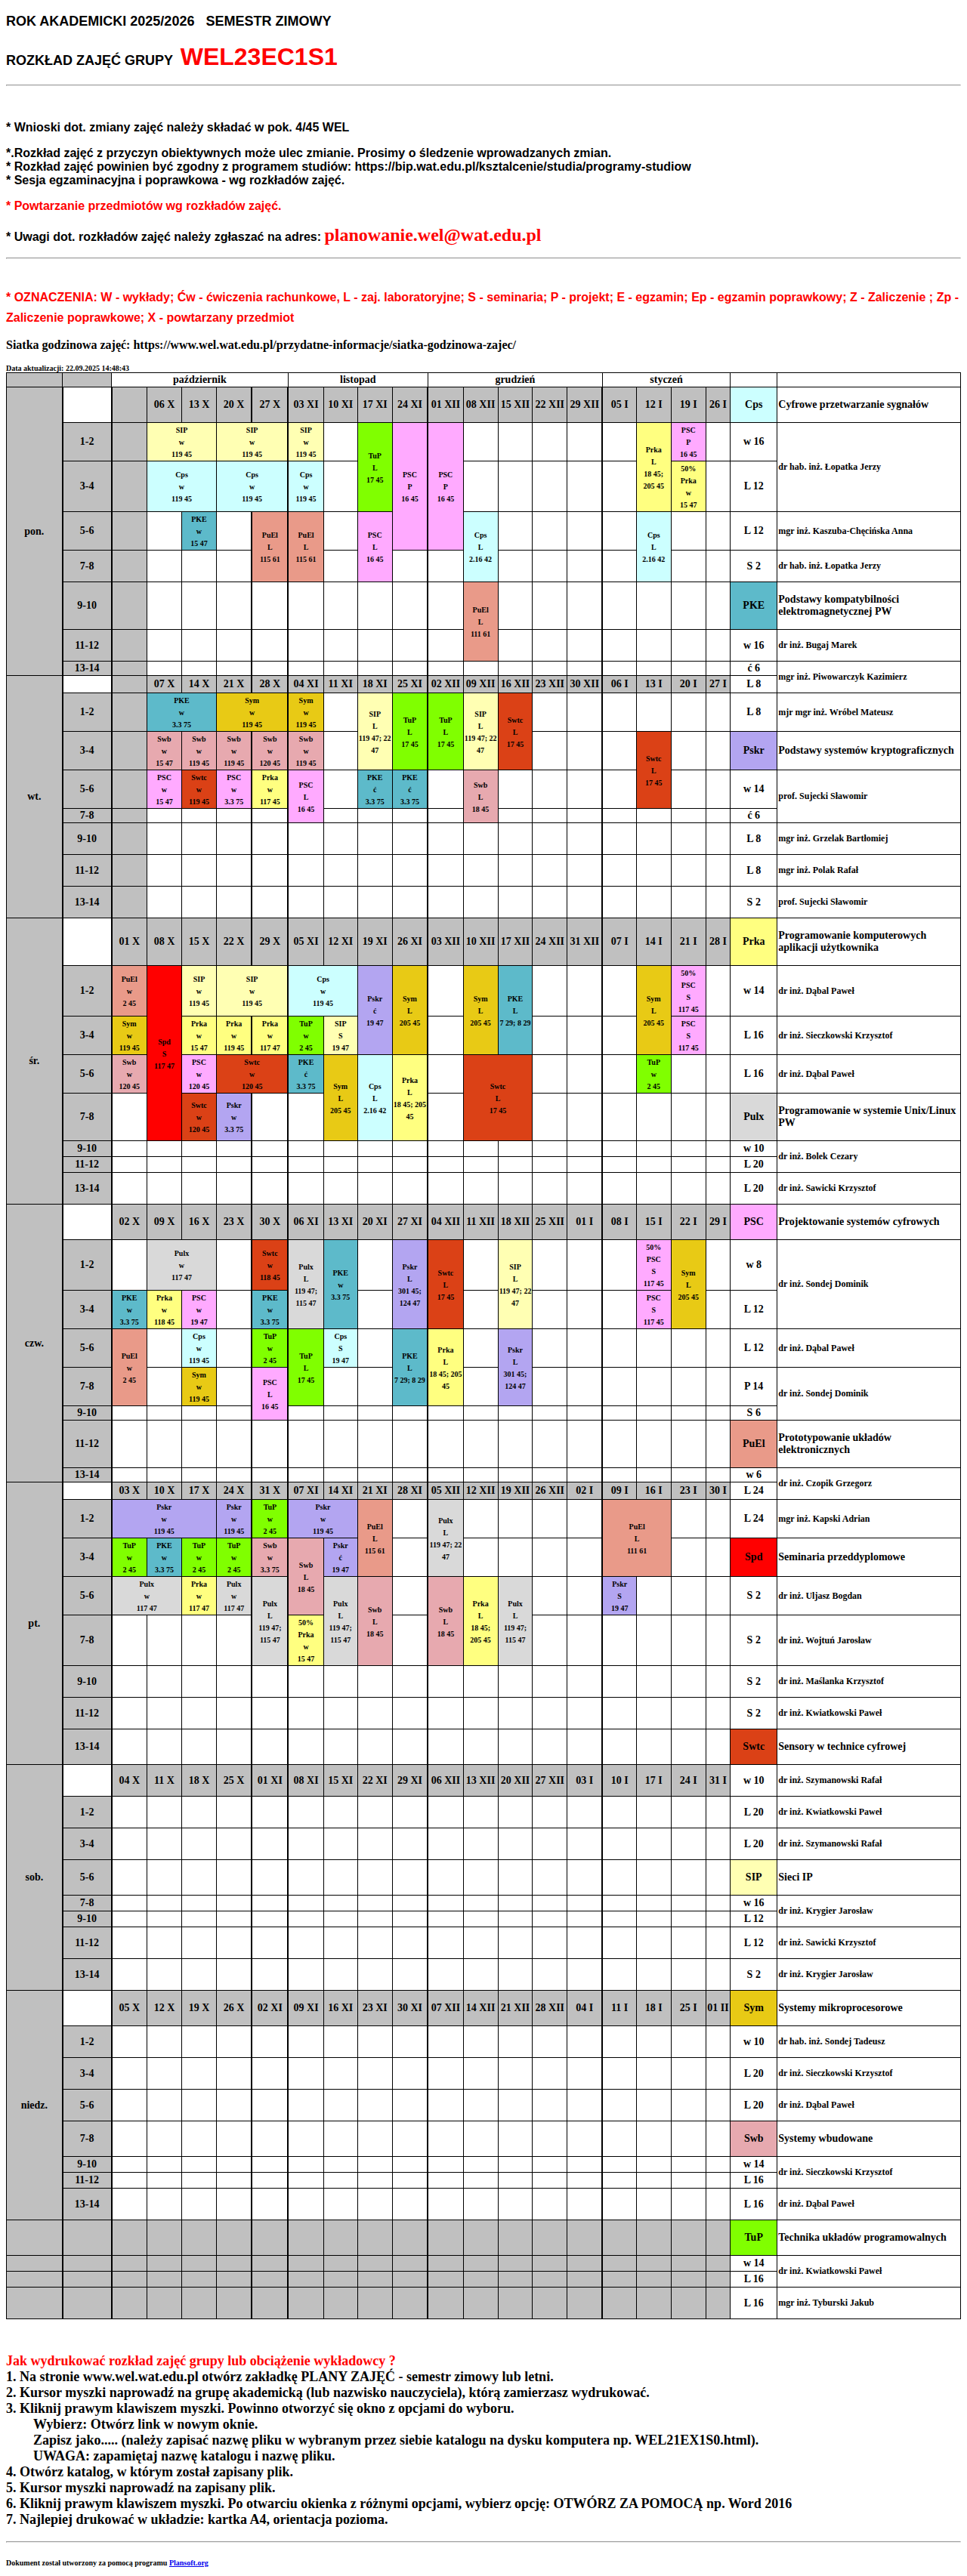 ROK AKADEMICKI 2025/2026   SEMESTR ZIMOWY
ROZKŁAD ZAJĘĆ GRUPY  WEL23EC1S1
* Wnioski dot. zmiany zajęć należy składać w pok. 4/45 WEL
*.Rozkład zajęć z przyczyn obiektywnych może ulec zmianie. Prosimy o śledzenie wprowadzanych zmian.
* Rozkład zajęć powinien być zgodny z programem studiów: https://bip.wat.edu.pl/ksztalcenie/studia/programy-studiow
* Sesja egzaminacyjna i poprawkowa - wg rozkładów zajęć.
* Powtarzanie przedmiotów wg rozkładów zajęć.
* Uwagi dot. rozkładów zajęć należy zgłaszać na adres: planowanie.wel@wat.edu.pl
* OZNACZENIA: W - wykłady; Ćw - ćwiczenia rachunkowe, L - zaj. laboratoryjne; S - seminaria; P - projekt; E - egzamin; Ep - egzamin poprawkowy; Z - Zaliczenie ; Zp -
Zaliczenie poprawkowe; X - powtarzany przedmiot
Siatka godzinowa zajęć: https://www.wel.wat.edu.pl/przydatne-informacje/siatka-godzinowa-zajec/
Data aktualizacji: 22.09.2025 14:48:43
październik listopad grudzień styczeń
pon. 06 X 13 X 20 X 27 X 03 XI 10 XI 17 XI 24 XI 01 XII 08 XII 15 XII 22 XII 29 XII 05 I 12 I 19 I 26 I Cps Cyfrowe przetwarzanie sygnałów
1-2 SIP w 119 45 SIP w 119 45 SIP w 119 45 TuP L 17 45 PSC P 16 45 PSC P 16 45 Prka L 18 45; 205 45 PSC P 16 45 w 16 dr hab. inż. Łopatka Jerzy
3-4 Cps w 119 45 Cps w 119 45 Cps w 119 45 50% Prka w 15 47 L 12
5-6 PKE w 15 47 PuEl L 115 61 PuEl L 115 61 PSC L 16 45 Cps L 2.16 42 Cps L 2.16 42 L 12 mgr inż. Kaszuba-Chęcińska Anna
7-8 S 2 dr hab. inż. Łopatka Jerzy
9-10 PuEl L 111 61 PKE Podstawy kompatybilności elektromagnetycznej PW
11-12 w 16 dr inż. Bugaj Marek
13-14 ć 6 mgr inż. Piwowarczyk Kazimierz
wt. 07 X 14 X 21 X 28 X 04 XI 11 XI 18 XI 25 XI 02 XII 09 XII 16 XII 23 XII 30 XII 06 I 13 I 20 I 27 I L 8
1-2 PKE w 3.3 75 Sym w 119 45 Sym w 119 45 SIP L 119 47; 22 47 TuP L 17 45 TuP L 17 45 SIP L 119 47; 22 47 Swtc L 17 45 L 8 mjr mgr inż. Wróbel Mateusz
3-4 Swb w 15 47 Swb w 119 45 Swb w 119 45 Swb w 120 45 Swb w 119 45 Swtc L 17 45 Pskr Podstawy systemów kryptograficznych
5-6 PSC w 15 47 Swtc w 119 45 PSC w 3.3 75 Prka w 117 45 PSC L 16 45 PKE ć 3.3 75 PKE ć 3.3 75 Swb L 18 45 w 14 prof. Sujecki Sławomir
7-8 ć 6
9-10 L 8 mgr inż. Grzelak Bartłomiej
11-12 L 8 mgr inż. Polak Rafał
13-14 S 2 prof. Sujecki Sławomir
śr. 01 X 08 X 15 X 22 X 29 X 05 XI 12 XI 19 XI 26 XI 03 XII 10 XII 17 XII 24 XII 31 XII 07 I 14 I 21 I 28 I Prka Programowanie komputerowych aplikacji użytkownika
1-2 PuEl w 2 45 Spd S 117 47 SIP w 119 45 SIP w 119 45 Cps w 119 45 Pskr ć 19 47 Sym L 205 45 Sym L 205 45 PKE L 7 29; 8 29 Sym L 205 45 50% PSC S 117 45 w 14 dr inż. Dąbal Paweł
3-4 Sym w 119 45 Prka w 15 47 Prka w 119 45 Prka w 117 47 TuP w 2 45 SIP S 19 47 PSC S 117 45 L 16 dr inż. Sieczkowski Krzysztof
5-6 Swb w 120 45 PSC w 120 45 Swtc w 120 45 PKE ć 3.3 75 Sym L 205 45 Cps L 2.16 42 Prka L 18 45; 205 45 Swtc L 17 45 TuP w 2 45 L 16 dr inż. Dąbal Paweł
7-8 Swtc w 120 45 Pskr w 3.3 75 Pulx Programowanie w systemie Unix/Linux PW
9-10 w 10 dr inż. Bolek Cezary
11-12 L 20
13-14 L 20 dr inż. Sawicki Krzysztof
czw. 02 X 09 X 16 X 23 X 30 X 06 XI 13 XI 20 XI 27 XI 04 XII 11 XII 18 XII 25 XII 01 I 08 I 15 I 22 I 29 I PSC Projektowanie systemów cyfrowych
1-2 Pulx w 117 47 Swtc w 118 45 Pulx L 119 47; 115 47 PKE w 3.3 75 Pskr L 301 45; 124 47 Swtc L 17 45 SIP L 119 47; 22 47 50% PSC S 117 45 Sym L 205 45 w 8 dr inż. Sondej Dominik
3-4 PKE w 3.3 75 Prka w 118 45 PSC w 19 47 PKE w 3.3 75 PSC S 117 45 L 12
5-6 PuEl w 2 45 Cps w 119 45 TuP w 2 45 TuP L 17 45 Cps S 19 47 PKE L 7 29; 8 29 Prka L 18 45; 205 45 Pskr L 301 45; 124 47 L 12 dr inż. Dąbal Paweł
7-8 Sym w 119 45 PSC L 16 45 P 14 dr inż. Sondej Dominik
9-10 S 6
11-12 PuEl Prototypowanie układów elektronicznych
13-14 w 6 dr inż. Czopik Grzegorz
pt. 03 X 10 X 17 X 24 X 31 X 07 XI 14 XI 21 XI 28 XI 05 XII 12 XII 19 XII 26 XII 02 I 09 I 16 I 23 I 30 I L 24
1-2 Pskr w 119 45 Pskr w 119 45 TuP w 2 45 Pskr w 119 45 PuEl L 115 61 Pulx L 119 47; 22 47 PuEl L 111 61 L 24 mgr inż. Kapski Adrian
3-4 TuP w 2 45 PKE w 3.3 75 TuP w 2 45 TuP w 2 45 Swb w 3.3 75 Swb L 18 45 Pskr ć 19 47 Spd Seminaria przeddyplomowe
5-6 Pulx w 117 47 Prka w 117 47 Pulx w 117 47 Pulx L 119 47; 115 47 Pulx L 119 47; 115 47 Swb L 18 45 Swb L 18 45 Prka L 18 45; 205 45 Pulx L 119 47; 115 47 Pskr S 19 47 S 2 dr inż. Uljasz Bogdan
7-8 50% Prka w 15 47 S 2 dr inż. Wojtuń Jarosław
9-10 S 2 dr inż. Maślanka Krzysztof
11-12 S 2 dr inż. Kwiatkowski Paweł
13-14 Swtc Sensory w technice cyfrowej
sob. 04 X 11 X 18 X 25 X 01 XI 08 XI 15 XI 22 XI 29 XI 06 XII 13 XII 20 XII 27 XII 03 I 10 I 17 I 24 I 31 I w 10 dr inż. Szymanowski Rafał
1-2 L 20 dr inż. Kwiatkowski Paweł
3-4 L 20 dr inż. Szymanowski Rafał
5-6 SIP Sieci IP
7-8 w 16 dr inż. Krygier Jarosław
9-10 L 12
11-12 L 12 dr inż. Sawicki Krzysztof
13-14 S 2 dr inż. Krygier Jarosław
niedz. 05 X 12 X 19 X 26 X 02 XI 09 XI 16 XI 23 XI 30 XI 07 XII 14 XII 21 XII 28 XII 04 I 11 I 18 I 25 I 01 II Sym Systemy mikroprocesorowe
1-2 w 10 dr hab. inż. Sondej Tadeusz
3-4 L 20 dr inż. Sieczkowski Krzysztof
5-6 L 20 dr inż. Dąbal Paweł
7-8 Swb Systemy wbudowane
9-10 w 14 dr inż. Sieczkowski Krzysztof
11-12 L 16
13-14 L 16 dr inż. Dąbal Paweł
TuP Technika układów programowalnych
w 14 dr inż. Kwiatkowski Paweł
L 16
L 16 mgr inż. Tyburski Jakub
Jak wydrukować rozkład zajęć grupy lub obciążenie wykładowcy ?
1. Na stronie www.wel.wat.edu.pl otwórz zakładkę PLANY ZAJĘĆ - semestr zimowy lub letni.
2. Kursor myszki naprowadź na grupę akademicką (lub nazwisko nauczyciela), którą zamierzasz wydrukować.
3. Kliknij prawym klawiszem myszki. Powinno otworzyć się okno z opcjami do wyboru.
Wybierz: Otwórz link w nowym oknie.
Zapisz jako..... (należy zapisać nazwę pliku w wybranym przez siebie katalogu na dysku komputera np. WEL21EX1S0.html).
UWAGA: zapamiętaj nazwę katalogu i nazwę pliku.
4. Otwórz katalog, w którym został zapisany plik.
5. Kursor myszki naprowadź na zapisany plik.
6. Kliknij prawym klawiszem myszki. Po otwarciu okienka z różnymi opcjami, wybierz opcję: OTWÓRZ ZA POMOCĄ np. Word 2016
7. Najlepiej drukować w układzie: kartka A4, orientacja pozioma.
Dokument został utworzony za pomocą programu Plansoft.org